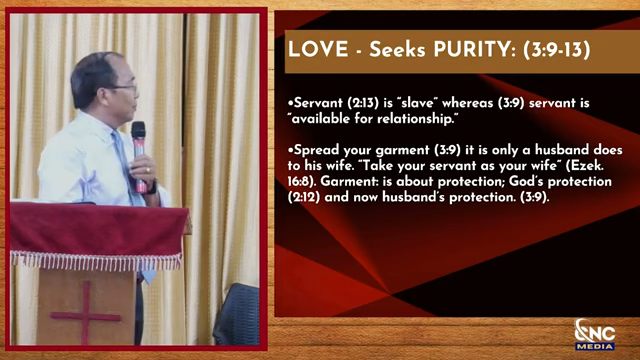 LOVE - Seeks PURITY: (3:9-13)
•Servant (2:13) is “slave” whereas (3:9) servant is
“available for relationship.”
•Spread your garment (3:9) it is only a husband does
to his wife. “Take your servant as your wife” (Ezek.
16:8). Garment: is about protection; God’s protection
(2:12) and now husband’s protection. (3:9).
NC
MEDIA